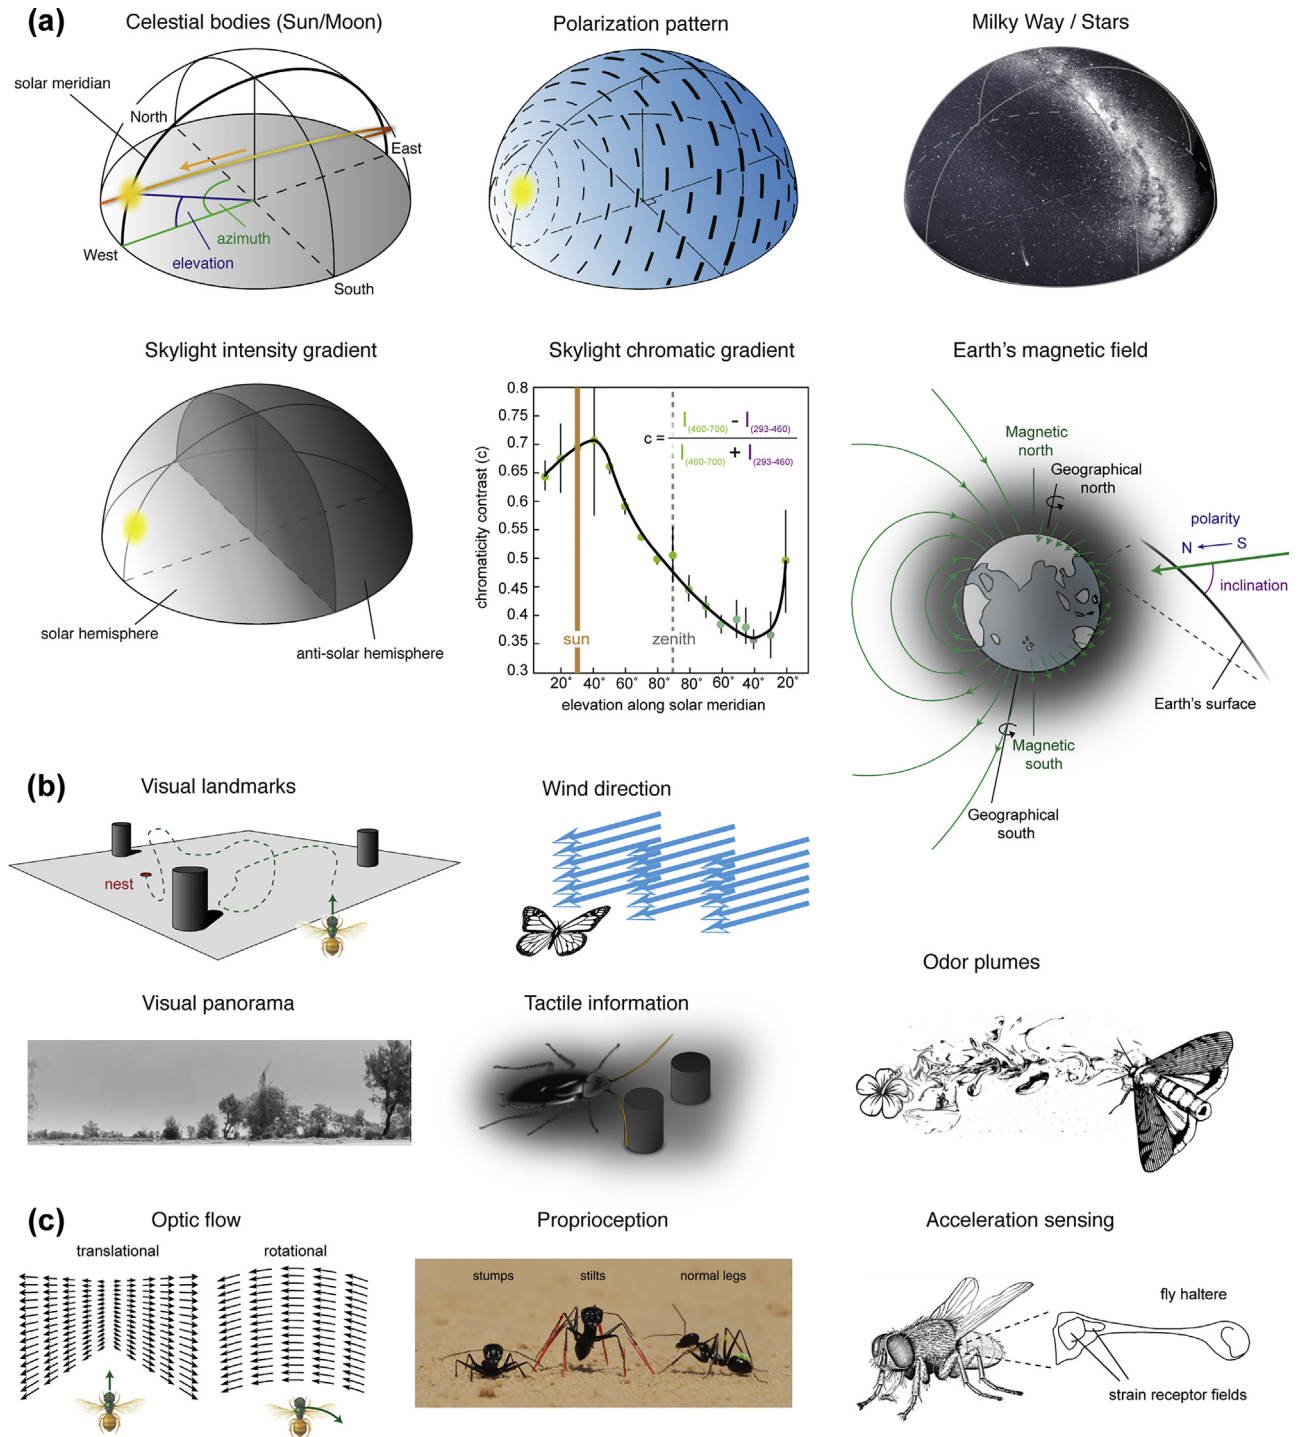 (a)
Celestial bodies (Sun/Moon)
solar meridian
North
East
azimuth
West
elevation
South
Polarization pattern
Milky Way / Stars
Skylight intensity gradient
solar hemisphere
anti-solar hemisphere
Skylight chromatic gradient
chromaticity contrast (c)
0.8
0.75
0.7
0.65
0.6
0.55
0.5
0.45
0.4
0.35
0.3
c = I(460-700) - I(293-460)
I(460-700) + I(293-460)
sun
zenith
20° 40° 60° 80° 80° 60° 40° 20°
elevation along solar meridian
Earth's magnetic field
Magnetic
north
Geographical
north
polarity
N S
inclination
Earth's surface
Magnetic
south
Geographical
south
(b)
Visual landmarks
nest
Wind direction
Odor plumes
Visual panorama
Tactile information
(c)
Optic flow
translational
rotational
Proprioception
stumps
stilts
normal legs
Acceleration sensing
fly haltere
strain receptor fields